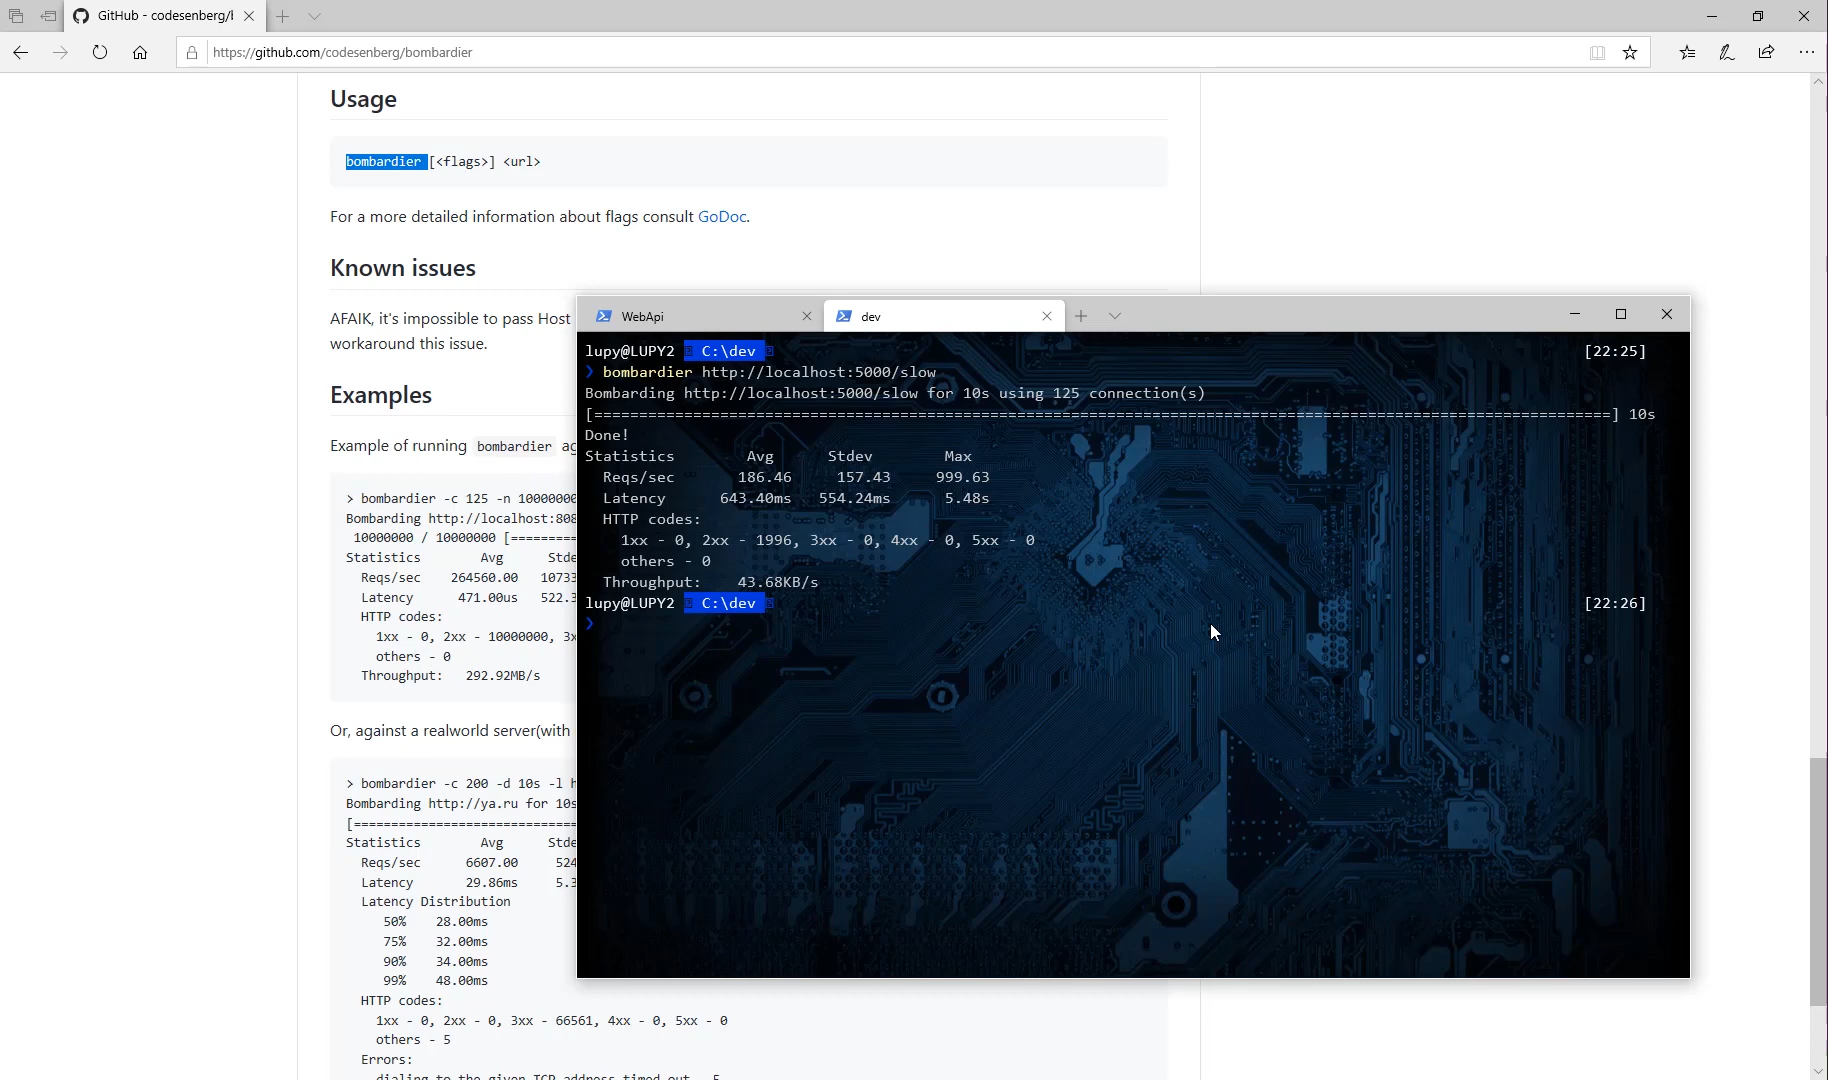 GitHub - codesenberg/b
https://github.com/codesenberg/bombardier
Usage
bombardier [<flags>] <url>
For a more detailed information about flags consult GoDoc.
Known issues
AFAIK, it's impossible to pass Host
workaround this issue.
Examples
Example of running bombardier ag
> bombardier -c 125 -n 10000000
Bombarding http://localhost:808
10000000 / 10000000 [=========
Statistics Avg Stde
Reqs/sec 264560.00 10733
Latency 471.00us 522.3
HTTP codes:
1xx - 0, 2xx - 10000000, 3x
others - 0
Throughput: 292.92MB/s
Or, against a realworld server(with
> bombardier -c 200 -d 10s -l h
Bombarding http://ya.ru for 10s
[==============================
Statistics Avg Stde
Reqs/sec 6607.00 524
Latency 29.86ms 5.3
Latency Distribution
50% 28.00ms
75% 32.00ms
90% 34.00ms
99% 48.00ms
HTTP codes:
1xx - 0, 2xx - 0, 3xx - 66561, 4xx - 0, 5xx - 0
others - 5
Errors:
dialing to the given TCP address timed out - 5
WebApi
dev
lupy@LUPY2 C:\dev [22:25]
❯ bombardier http://localhost:5000/slow
Bombarding http://localhost:5000/slow for 10s using 125 connection(s)
[=================================================================================================================] 10s
Done!
Statistics Avg Stdev Max
Reqs/sec 186.46 157.43 999.63
Latency 643.40ms 554.24ms 5.48s
HTTP codes:
1xx - 0, 2xx - 1996, 3xx - 0, 4xx - 0, 5xx - 0
others - 0
Throughput: 43.68KB/s
lupy@LUPY2 C:\dev [22:26]
❯